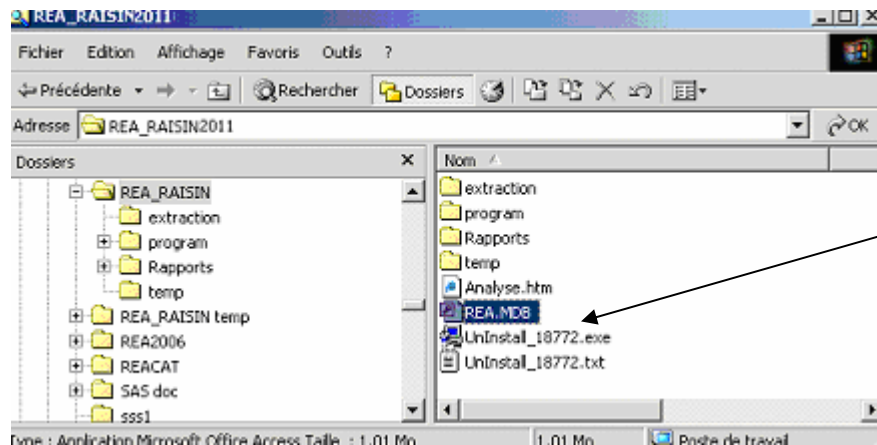 REA_RAISIN2011
Fichier Edition Affichage Favoris Outils ?
Précédente Rechercher Dossiers
Adresse REA_RAISIN2011 OK
Dossiers
REA_RAISIN
extraction
program
Rapports
temp
REA_RAISIN temp
REA2006
REACAT
SAS doc
sss1
Nom
extraction
program
Rapports
temp
Analyse.htm
REA.MDB
UnInstall_18772.exe
UnInstall_18772.txt
Type : Application Microsoft Office Access Taille : 1,01 Mo 1,01 Mo Poste de travail